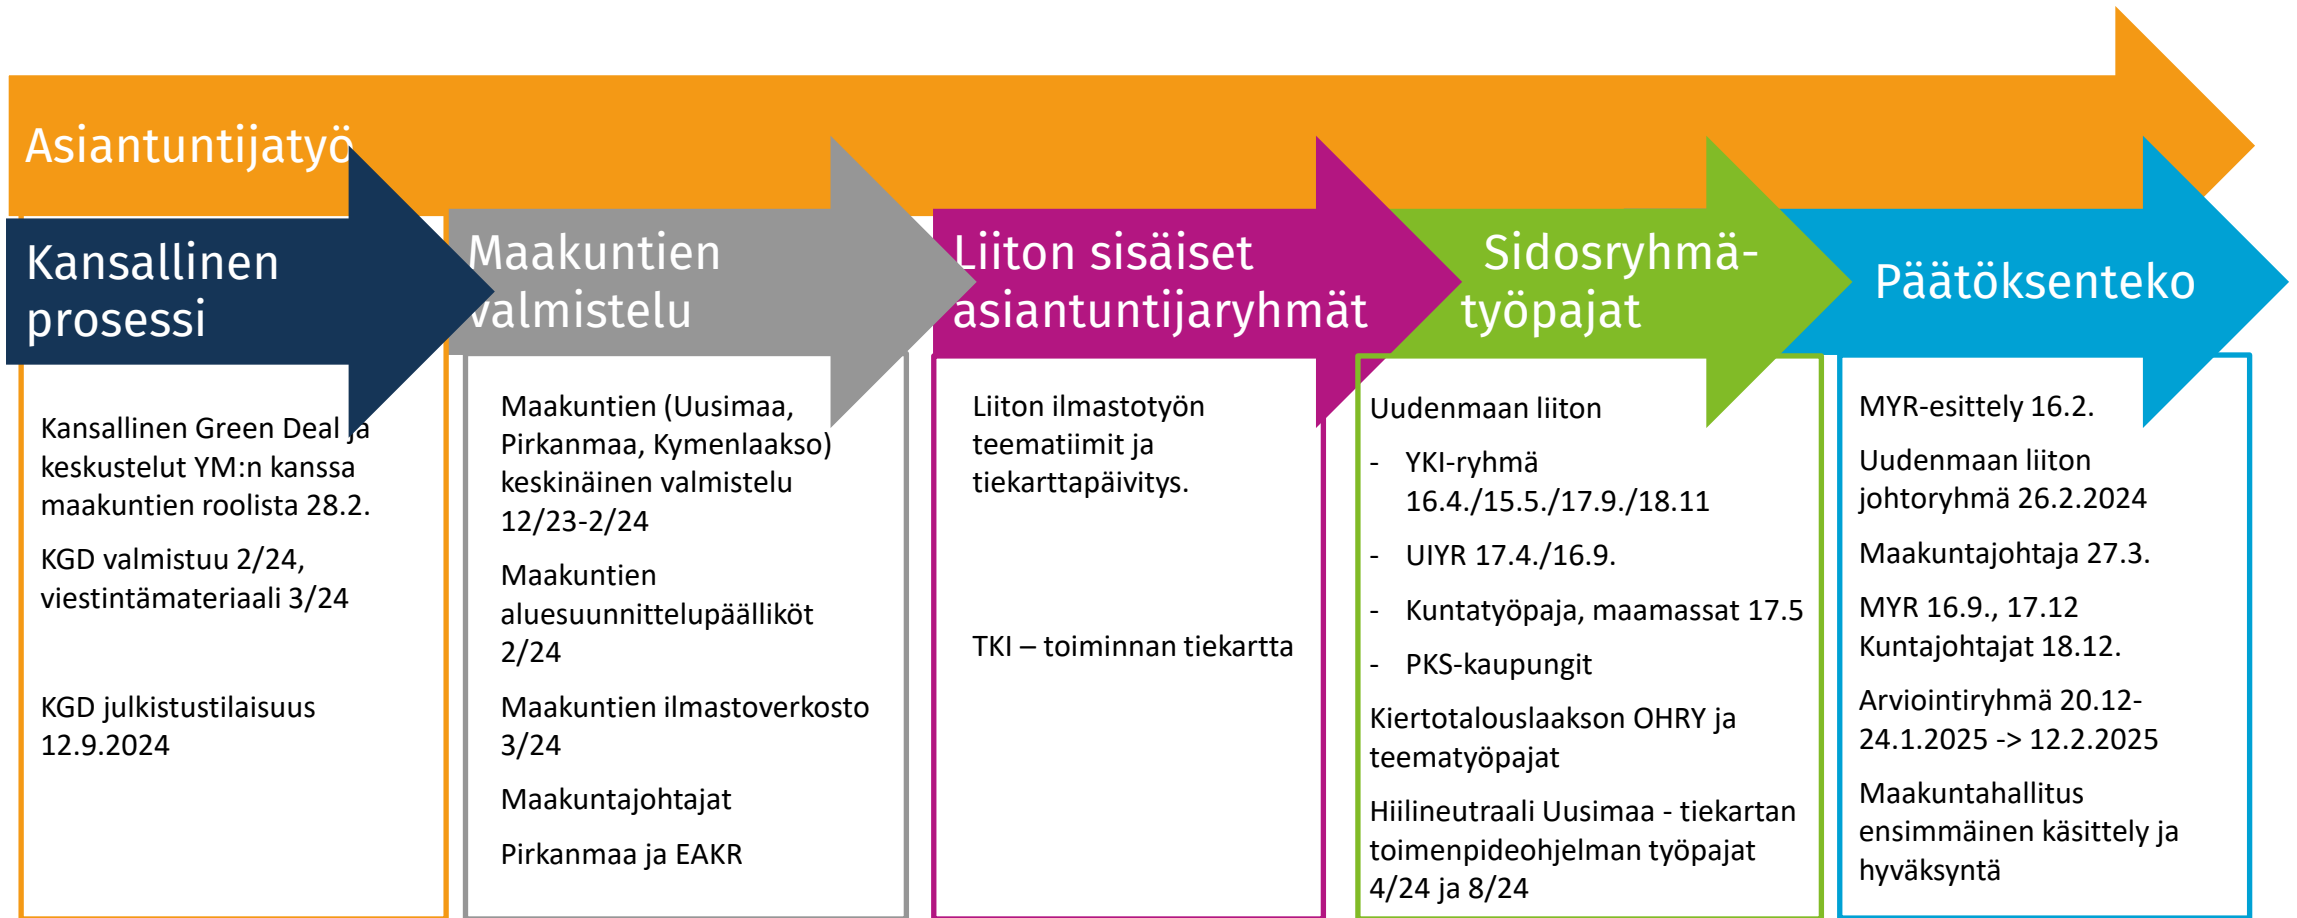 Asiantuntijatyö
Kansallinen
prosessi
Kansallinen Green Deal ja
keskustelut YM:n kanssa
maakuntien roolista 28.2.
KGD valmistuu 2/24,
viestintämateriaali 3/24
KGD julkistustilaisuus
12.9.2024
Maakuntien
valmistelu
Maakuntien (Uusimaa,
Pirkanmaa, Kymenlaakso)
keskinäinen valmistelu
12/23-2/24
Maakuntien
aluesuunnittelupäälliköt
2/24
Maakuntien ilmastoverkosto
3/24
Maakuntajohtajat
Pirkanmaa ja EAKR
Liiton sisäiset
asiantuntijaryhmät
Liiton ilmastotyön
teematiimit ja
tiekarttapäivitys.
TKI – toiminnan tiekartta
Sidosryhmä-
työpajat
Uudenmaan liiton
- YKI-ryhmä
16.4./15.5./17.9./18.11
- UIYR 17.4./16.9.
- Kuntatyöpaja, maamassat 17.5
- PKS-kaupungit
Kiertotalouslaakson OHRY ja
teematyöpajat
Hiilineutraali Uusimaa - tiekartan
toimenpideohjelman työpajat
4/24 ja 8/24
Päätöksenteko
MYR-esittely 16.2.
Uudenmaan liiton
johtoryhmä 26.2.2024
Maakuntajohtaja 27.3.
MYR 16.9., 17.12
Kuntajohtajat 18.12.
Arviointiryhmä 20.12-
24.1.2025 -> 12.2.2025
Maakuntahallitus
ensimmäinen käsittely ja
hyväksyntä